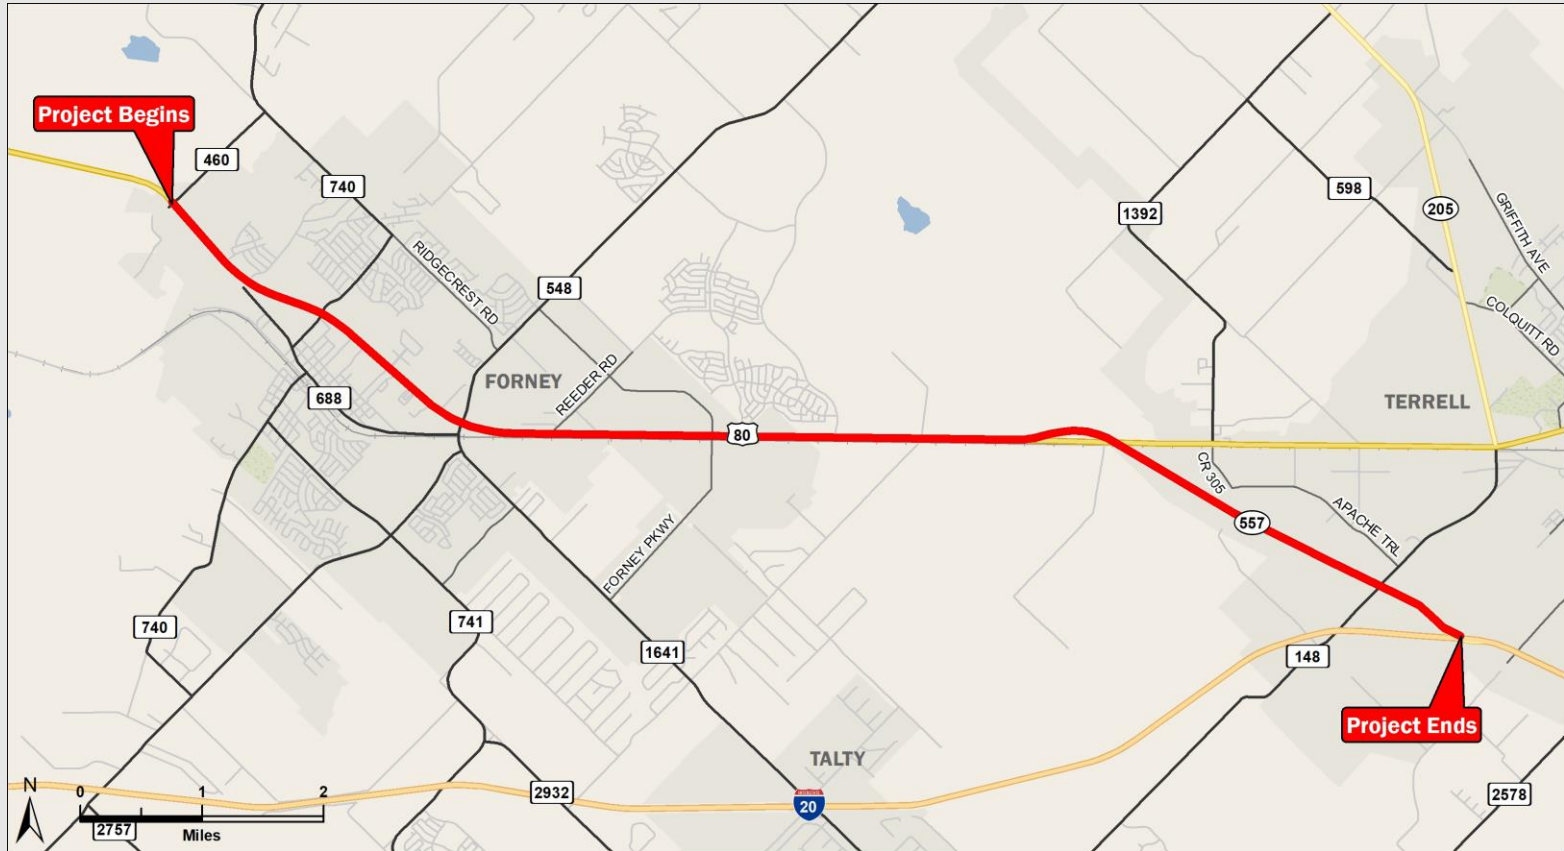 Project Begins
460
740
1392
598
205
GRIFFITH AVE
RIDGECREST RD
548
COLQUITT RD
FORNEY
REEDER RD
688
TERRELL
80
CR 305
557
APACHE TRL
FORNEY PKWY
740
741
1641
148
Project Ends
TALTY
N
0 1 2
Miles
2757
2932
20
2578